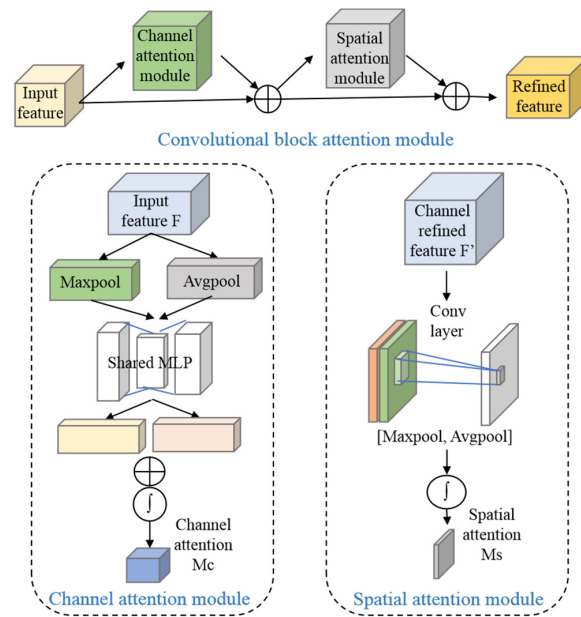 Channel
attention
module
Spatial
attention
module
Input
feature
Refined
feature
Convolutional block attention module
Input
feature F
Maxpool
Avgpool
Shared MLP
∫
Channel
attention
Mc
Channel attention module
Channel
refined
feature F'
Conv
layer
[Maxpool, Avgpool]
∫
Spatial
attention
Ms
Spatial attention module